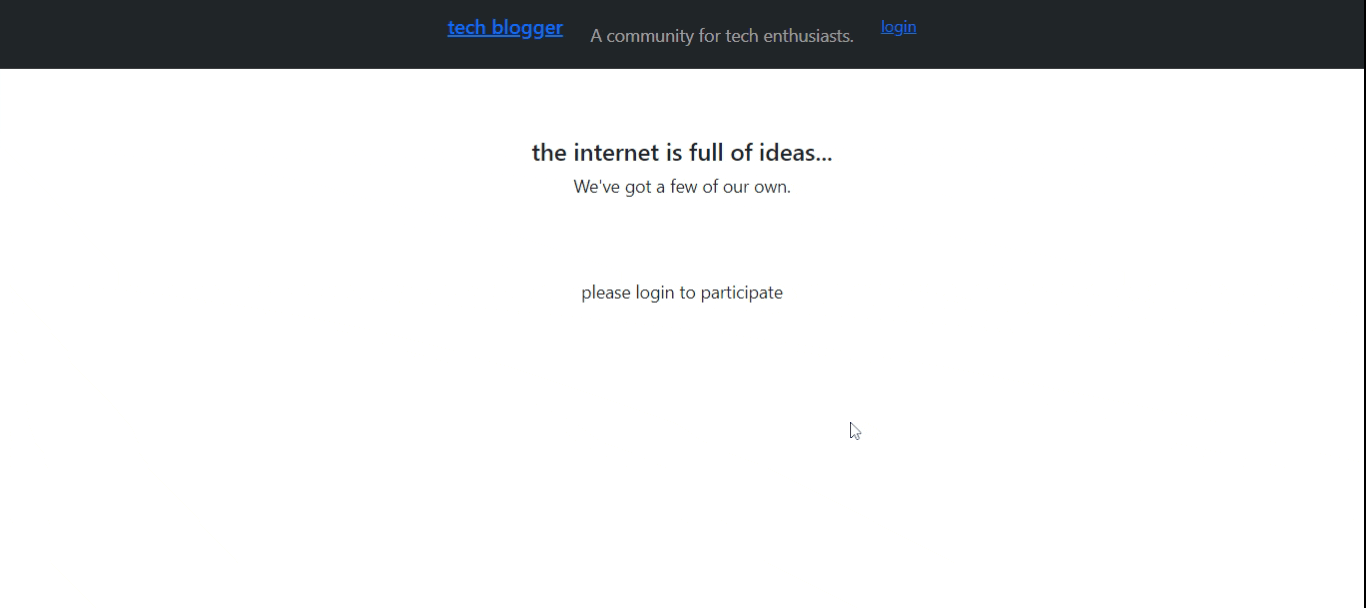 tech blogger A community for tech enthusiasts. login
the internet is full of ideas...
We've got a few of our own.
please login to participate